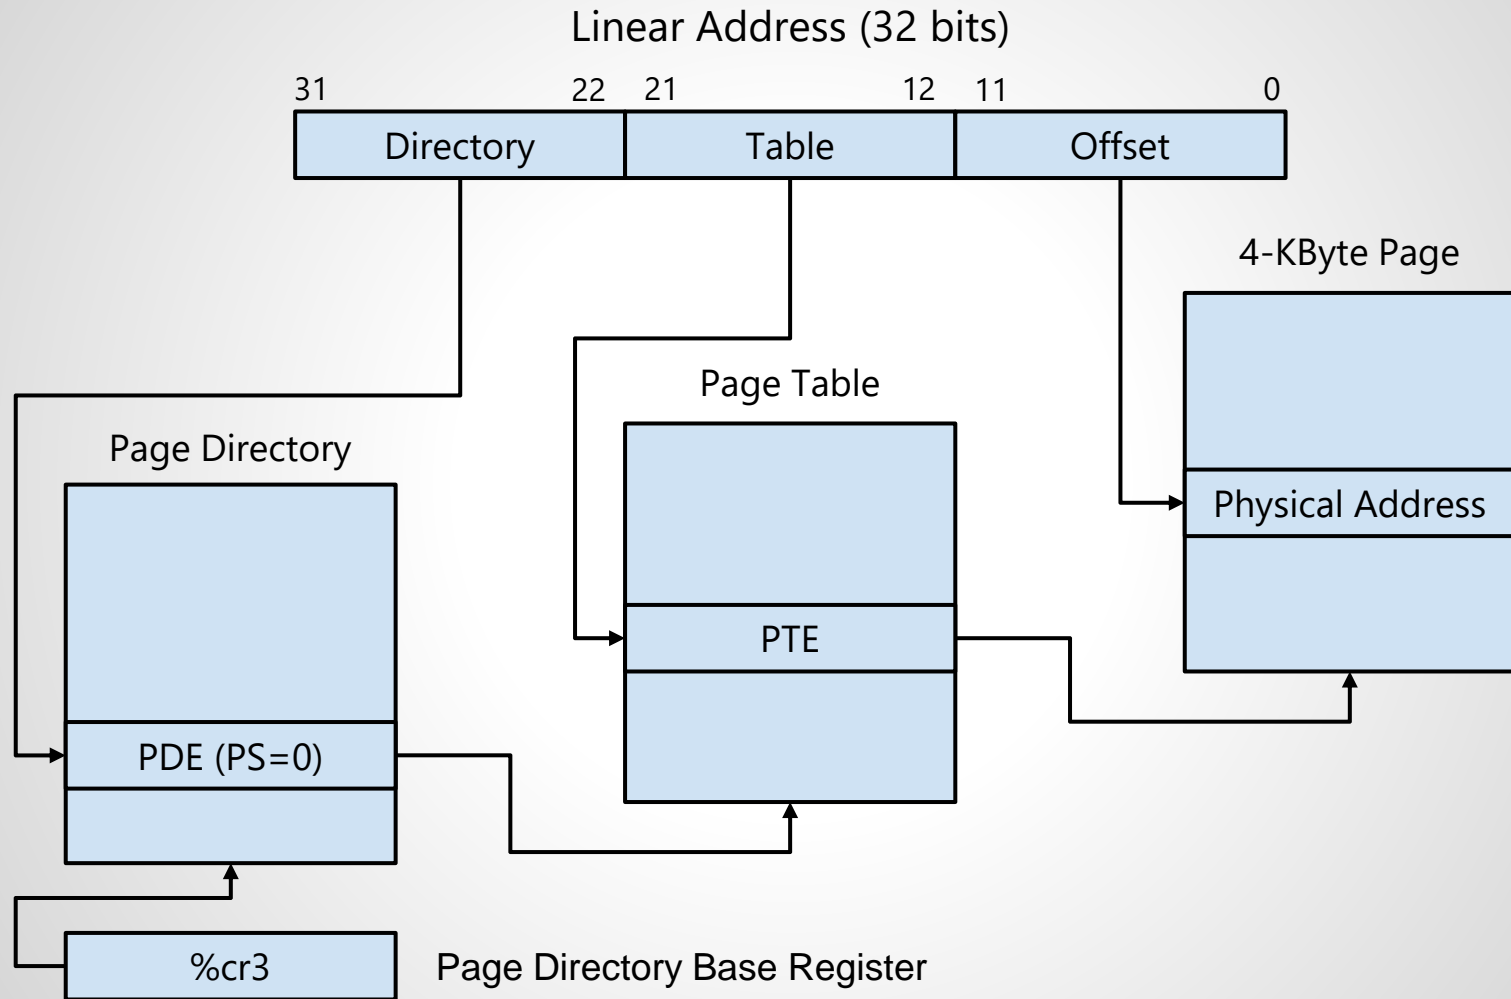 Linear Address (32 bits)
31 22 21 12 11 0
Directory Table Offset
4-KByte Page
Page Table
Page Directory
Physical Address
PTE
PDE (PS=0)
%cr3 Page Directory Base Register